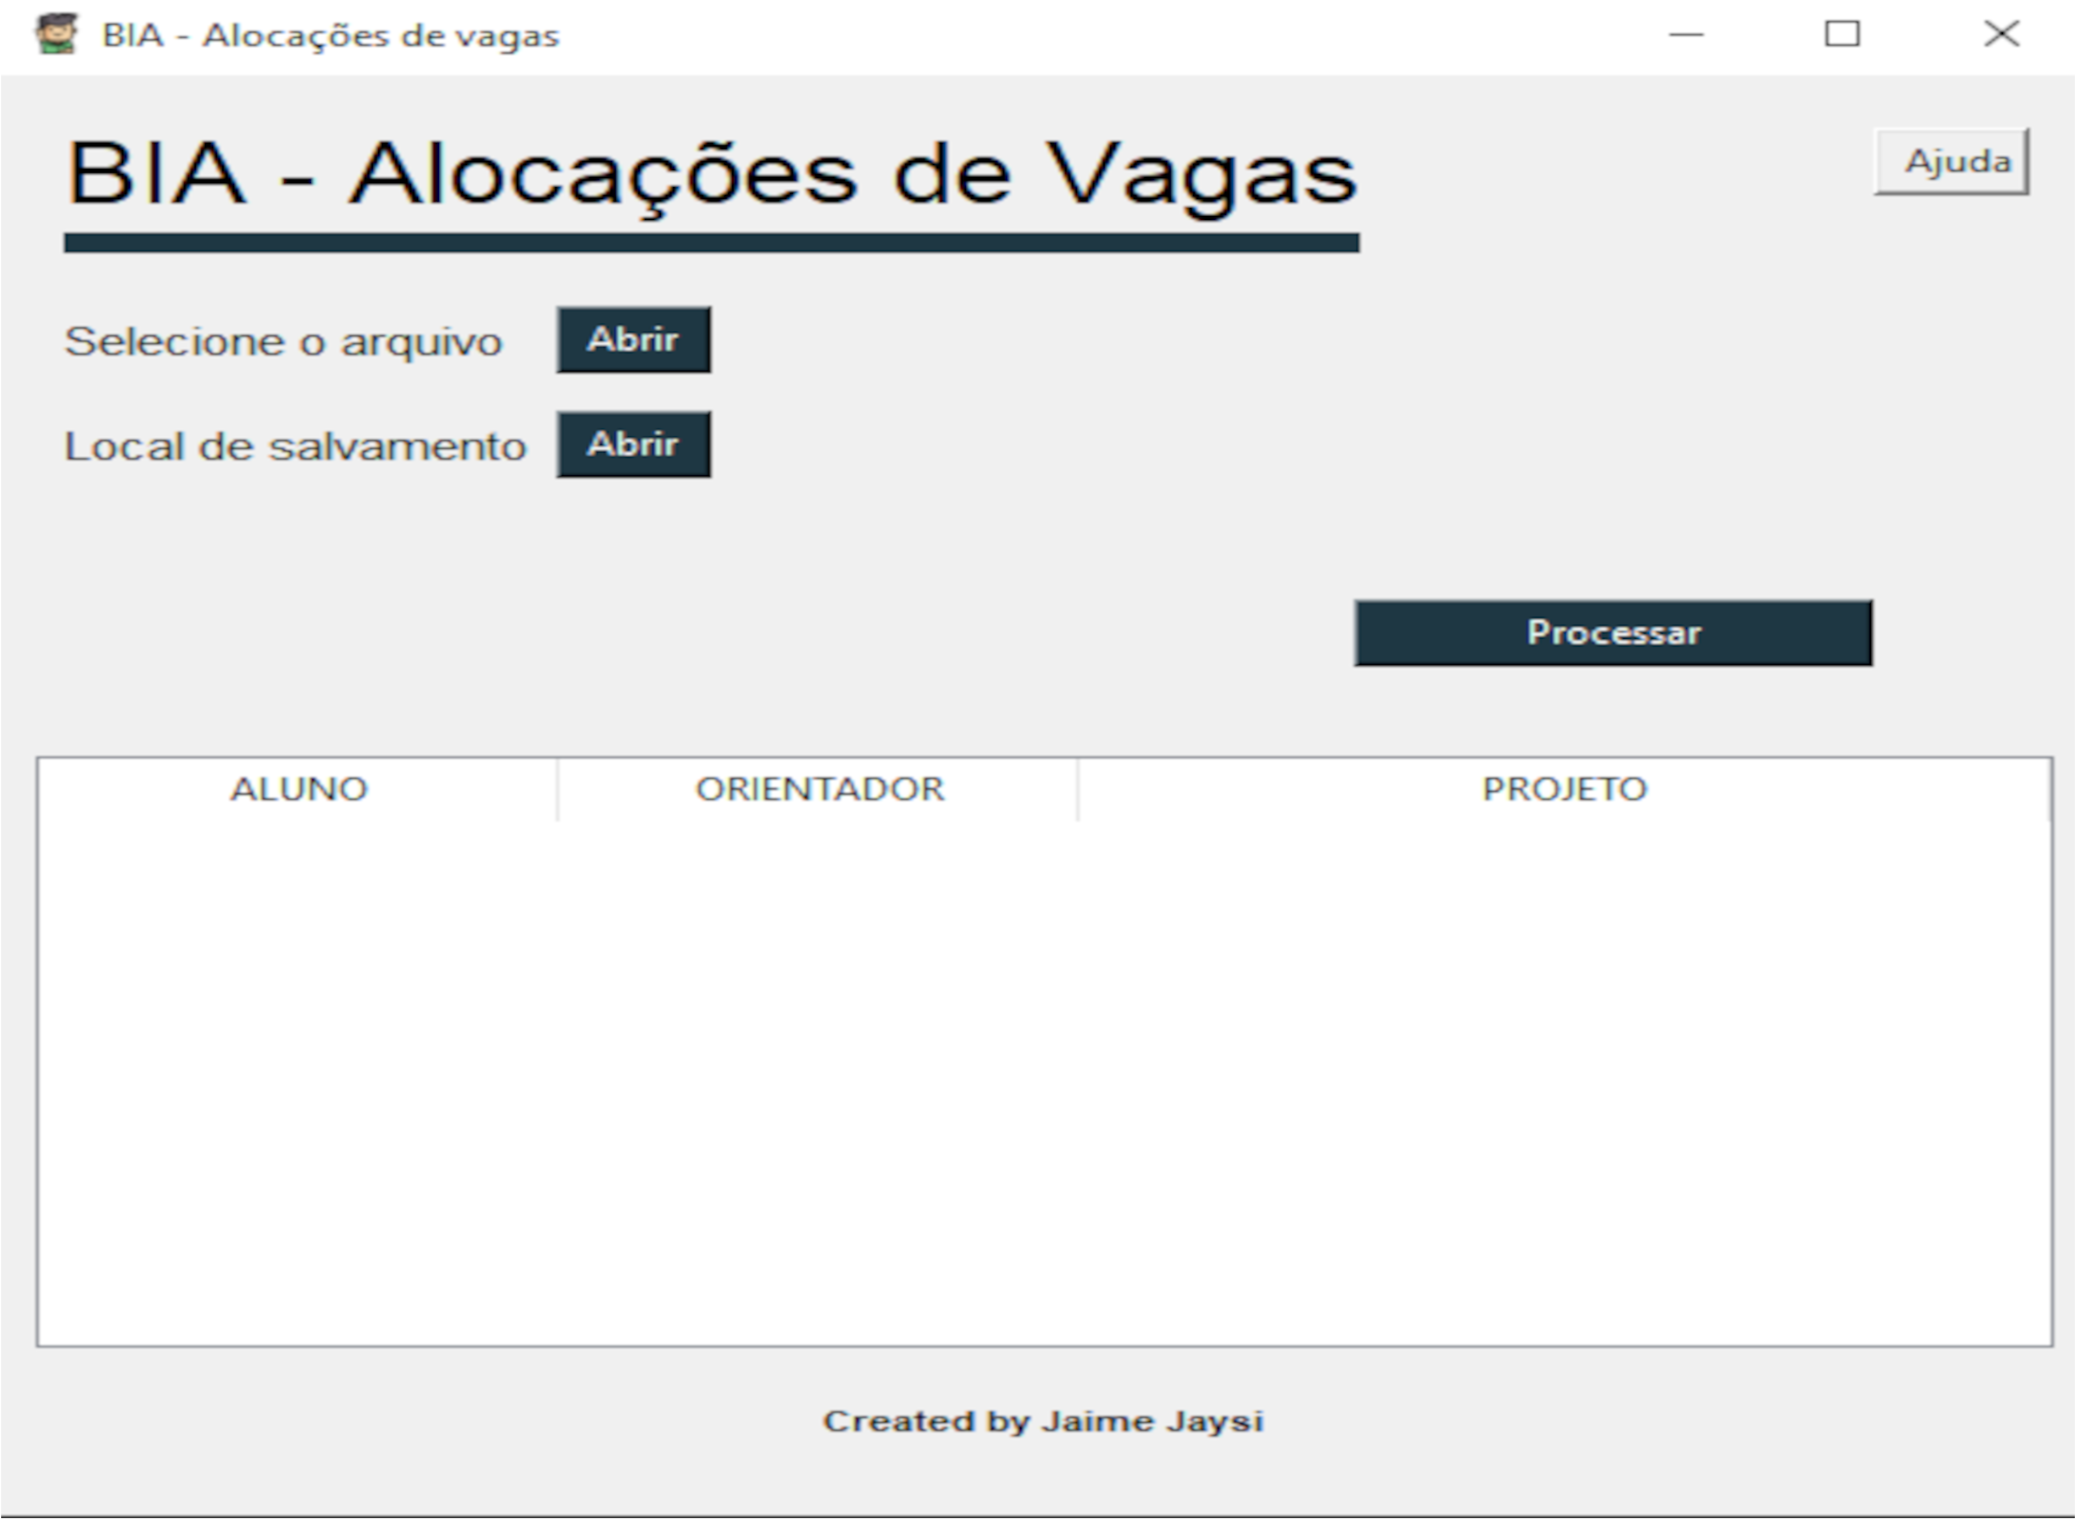 BIA - Alocações de vagas
BIA - Alocações de Vagas
Ajuda
Selecione o arquivo Abrir
Local de salvamento Abrir
Processar
ALUNO ORIENTADOR PROJETO
Created by Jaime Jaysi